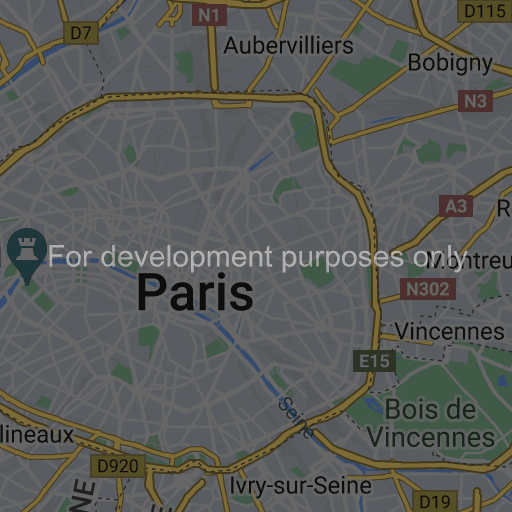 N1
D115
D7
Aubervilliers
Bobigny
N3
A3
R
For development purposes only
Montreu
Paris
N302
Vincennes
E15
Bois de
Vincennes
Seine
lineaux
D920
Ivry-sur-Seine
NE
D19